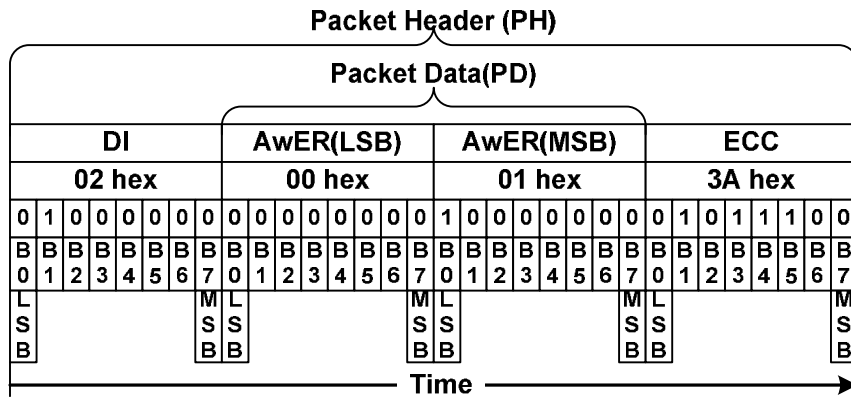 Packet Header (PH)
Packet Data(PD)
DI AwER(LSB) AwER(MSB) ECC
02 hex 00 hex 01 hex 3A hex
0 1 0 0 0 0 0 0 0 0 0 0 0 0 0 0 1 0 0 0 0 0 0 0 0 1 0 1 1 1 0 0
B B B B B B B B B B B B B B B B B B B B B B B B B B B B B B B B
0 1 2 3 4 5 6 7 0 1 2 3 4 5 6 7 0 1 2 3 4 5 6 7 0 1 2 3 4 5 6 7
L M L M L M L M
S S S S S S S S
B B B B B B B B
Time